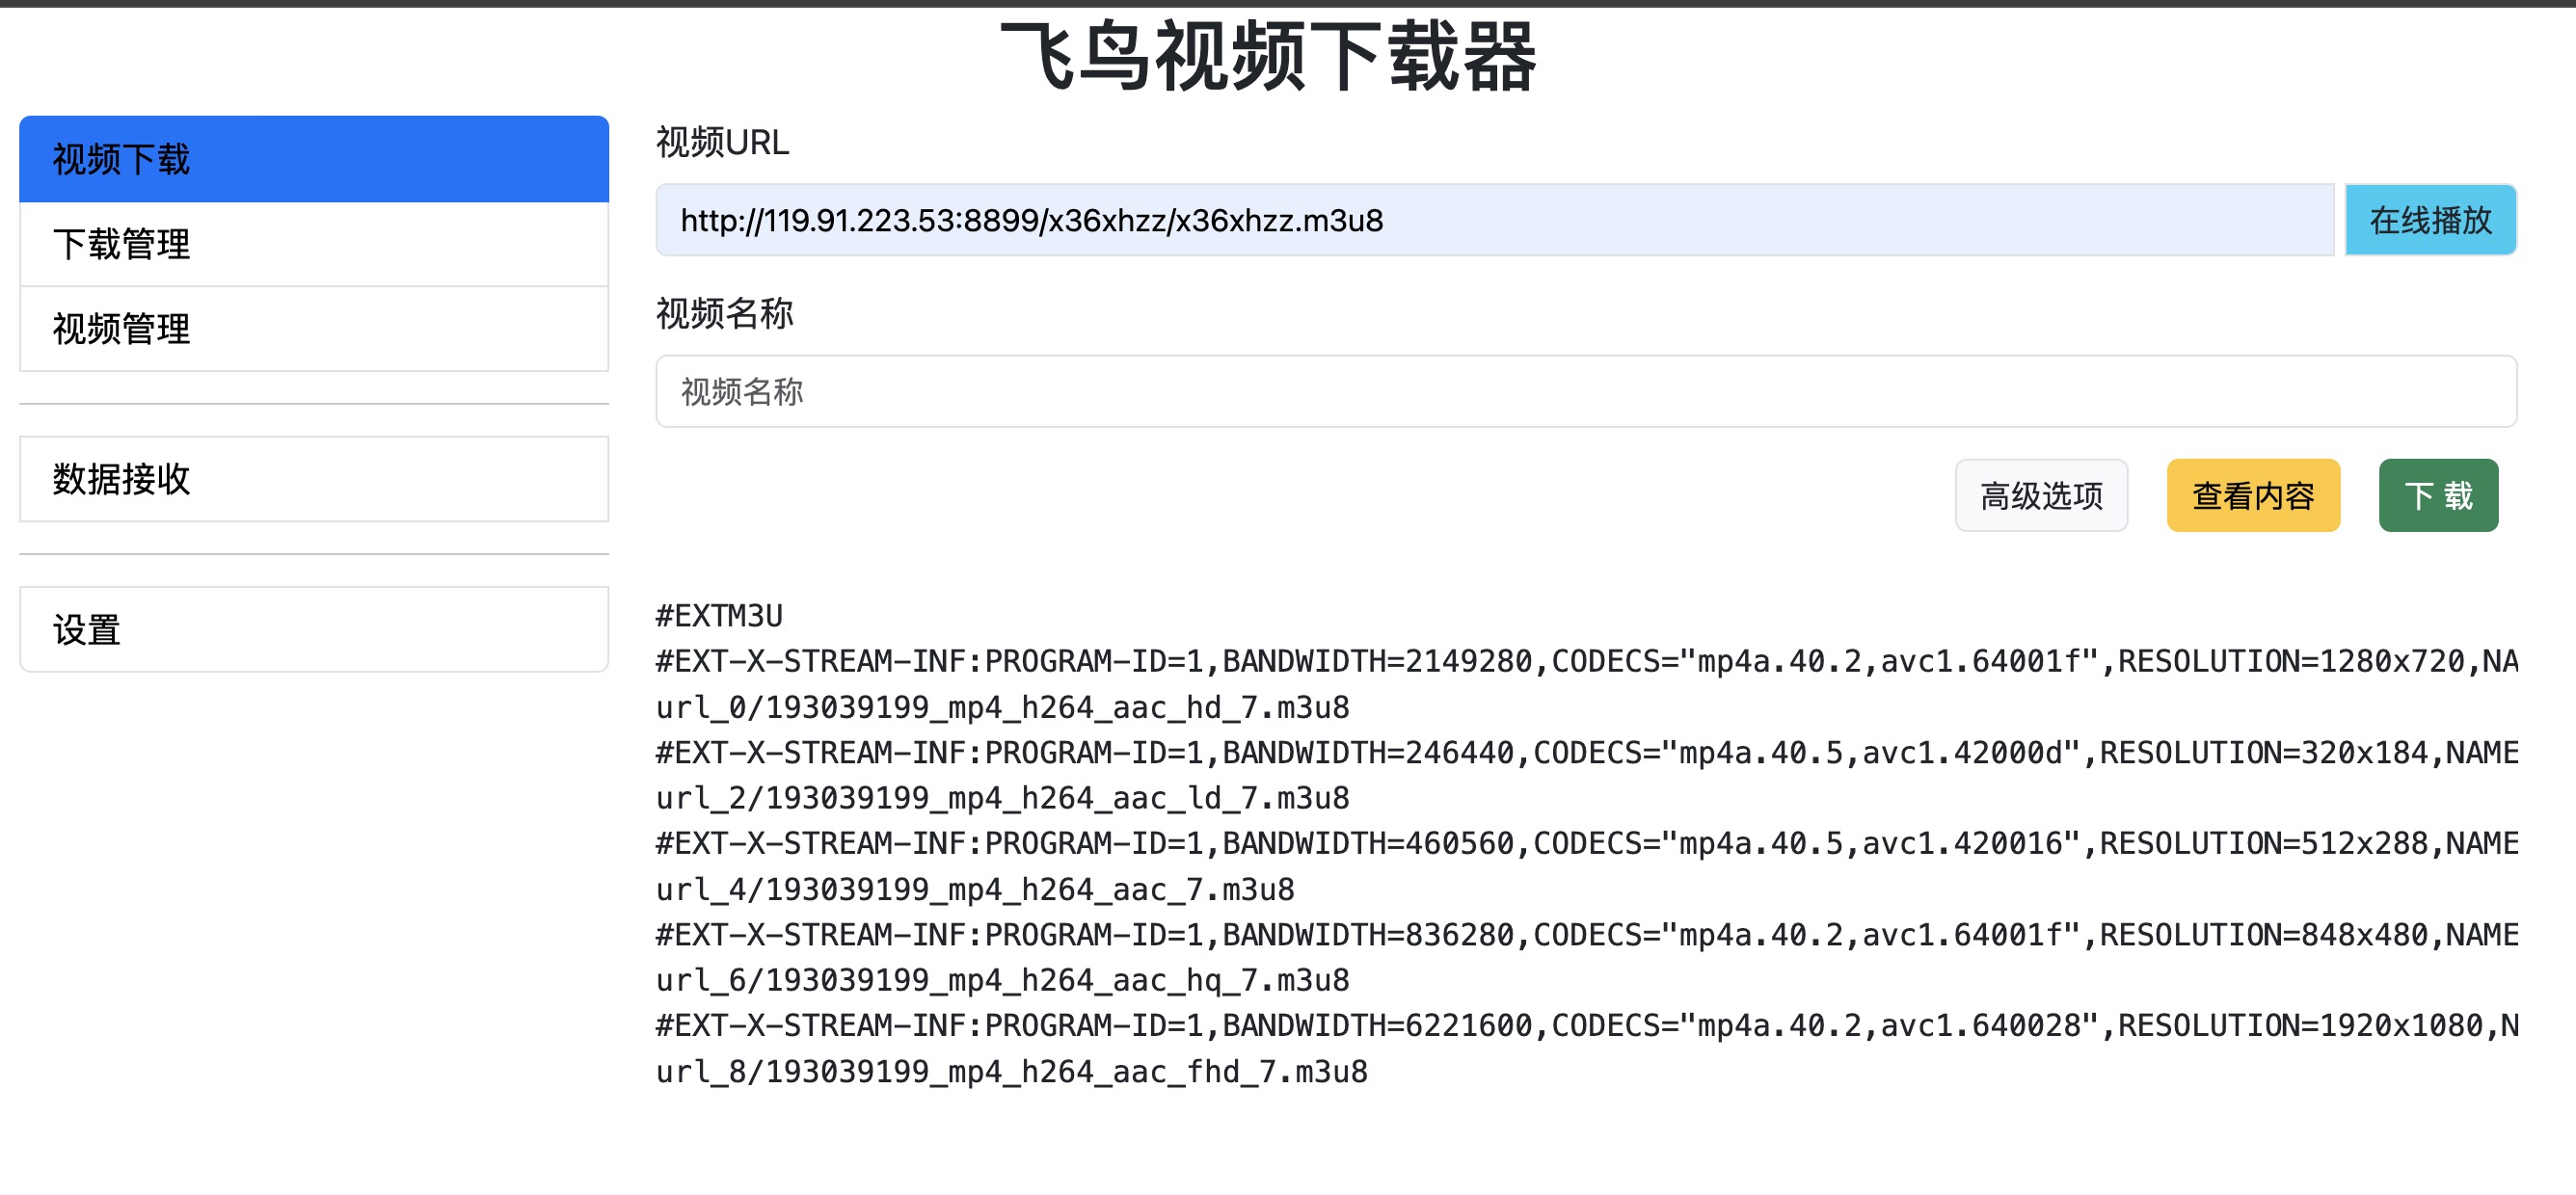 飞鸟视频下载器
视频下载
下载管理
视频管理
数据接收
设置
视频URL
http://119.91.223.53:8899/x36xhzz/x36xhzz.m3u8
在线播放
视频名称
视频名称
高级选项
查看内容
下 载
#EXTM3U
#EXT-X-STREAM-INF:PROGRAM-ID=1,BANDWIDTH=2149280,CODECS="mp4a.40.2,avc1.64001f",RESOLUTION=1280x720,NA
url_0/193039199_mp4_h264_aac_hd_7.m3u8
#EXT-X-STREAM-INF:PROGRAM-ID=1,BANDWIDTH=246440,CODECS="mp4a.40.5,avc1.42000d",RESOLUTION=320x184,NAME
url_2/193039199_mp4_h264_aac_ld_7.m3u8
#EXT-X-STREAM-INF:PROGRAM-ID=1,BANDWIDTH=460560,CODECS="mp4a.40.5,avc1.420016",RESOLUTION=512x288,NAME
url_4/193039199_mp4_h264_aac_7.m3u8
#EXT-X-STREAM-INF:PROGRAM-ID=1,BANDWIDTH=836280,CODECS="mp4a.40.2,avc1.64001f",RESOLUTION=848x480,NAME
url_6/193039199_mp4_h264_aac_hq_7.m3u8
#EXT-X-STREAM-INF:PROGRAM-ID=1,BANDWIDTH=6221600,CODECS="mp4a.40.2,avc1.640028",RESOLUTION=1920x1080,N
url_8/193039199_mp4_h264_aac_fhd_7.m3u8